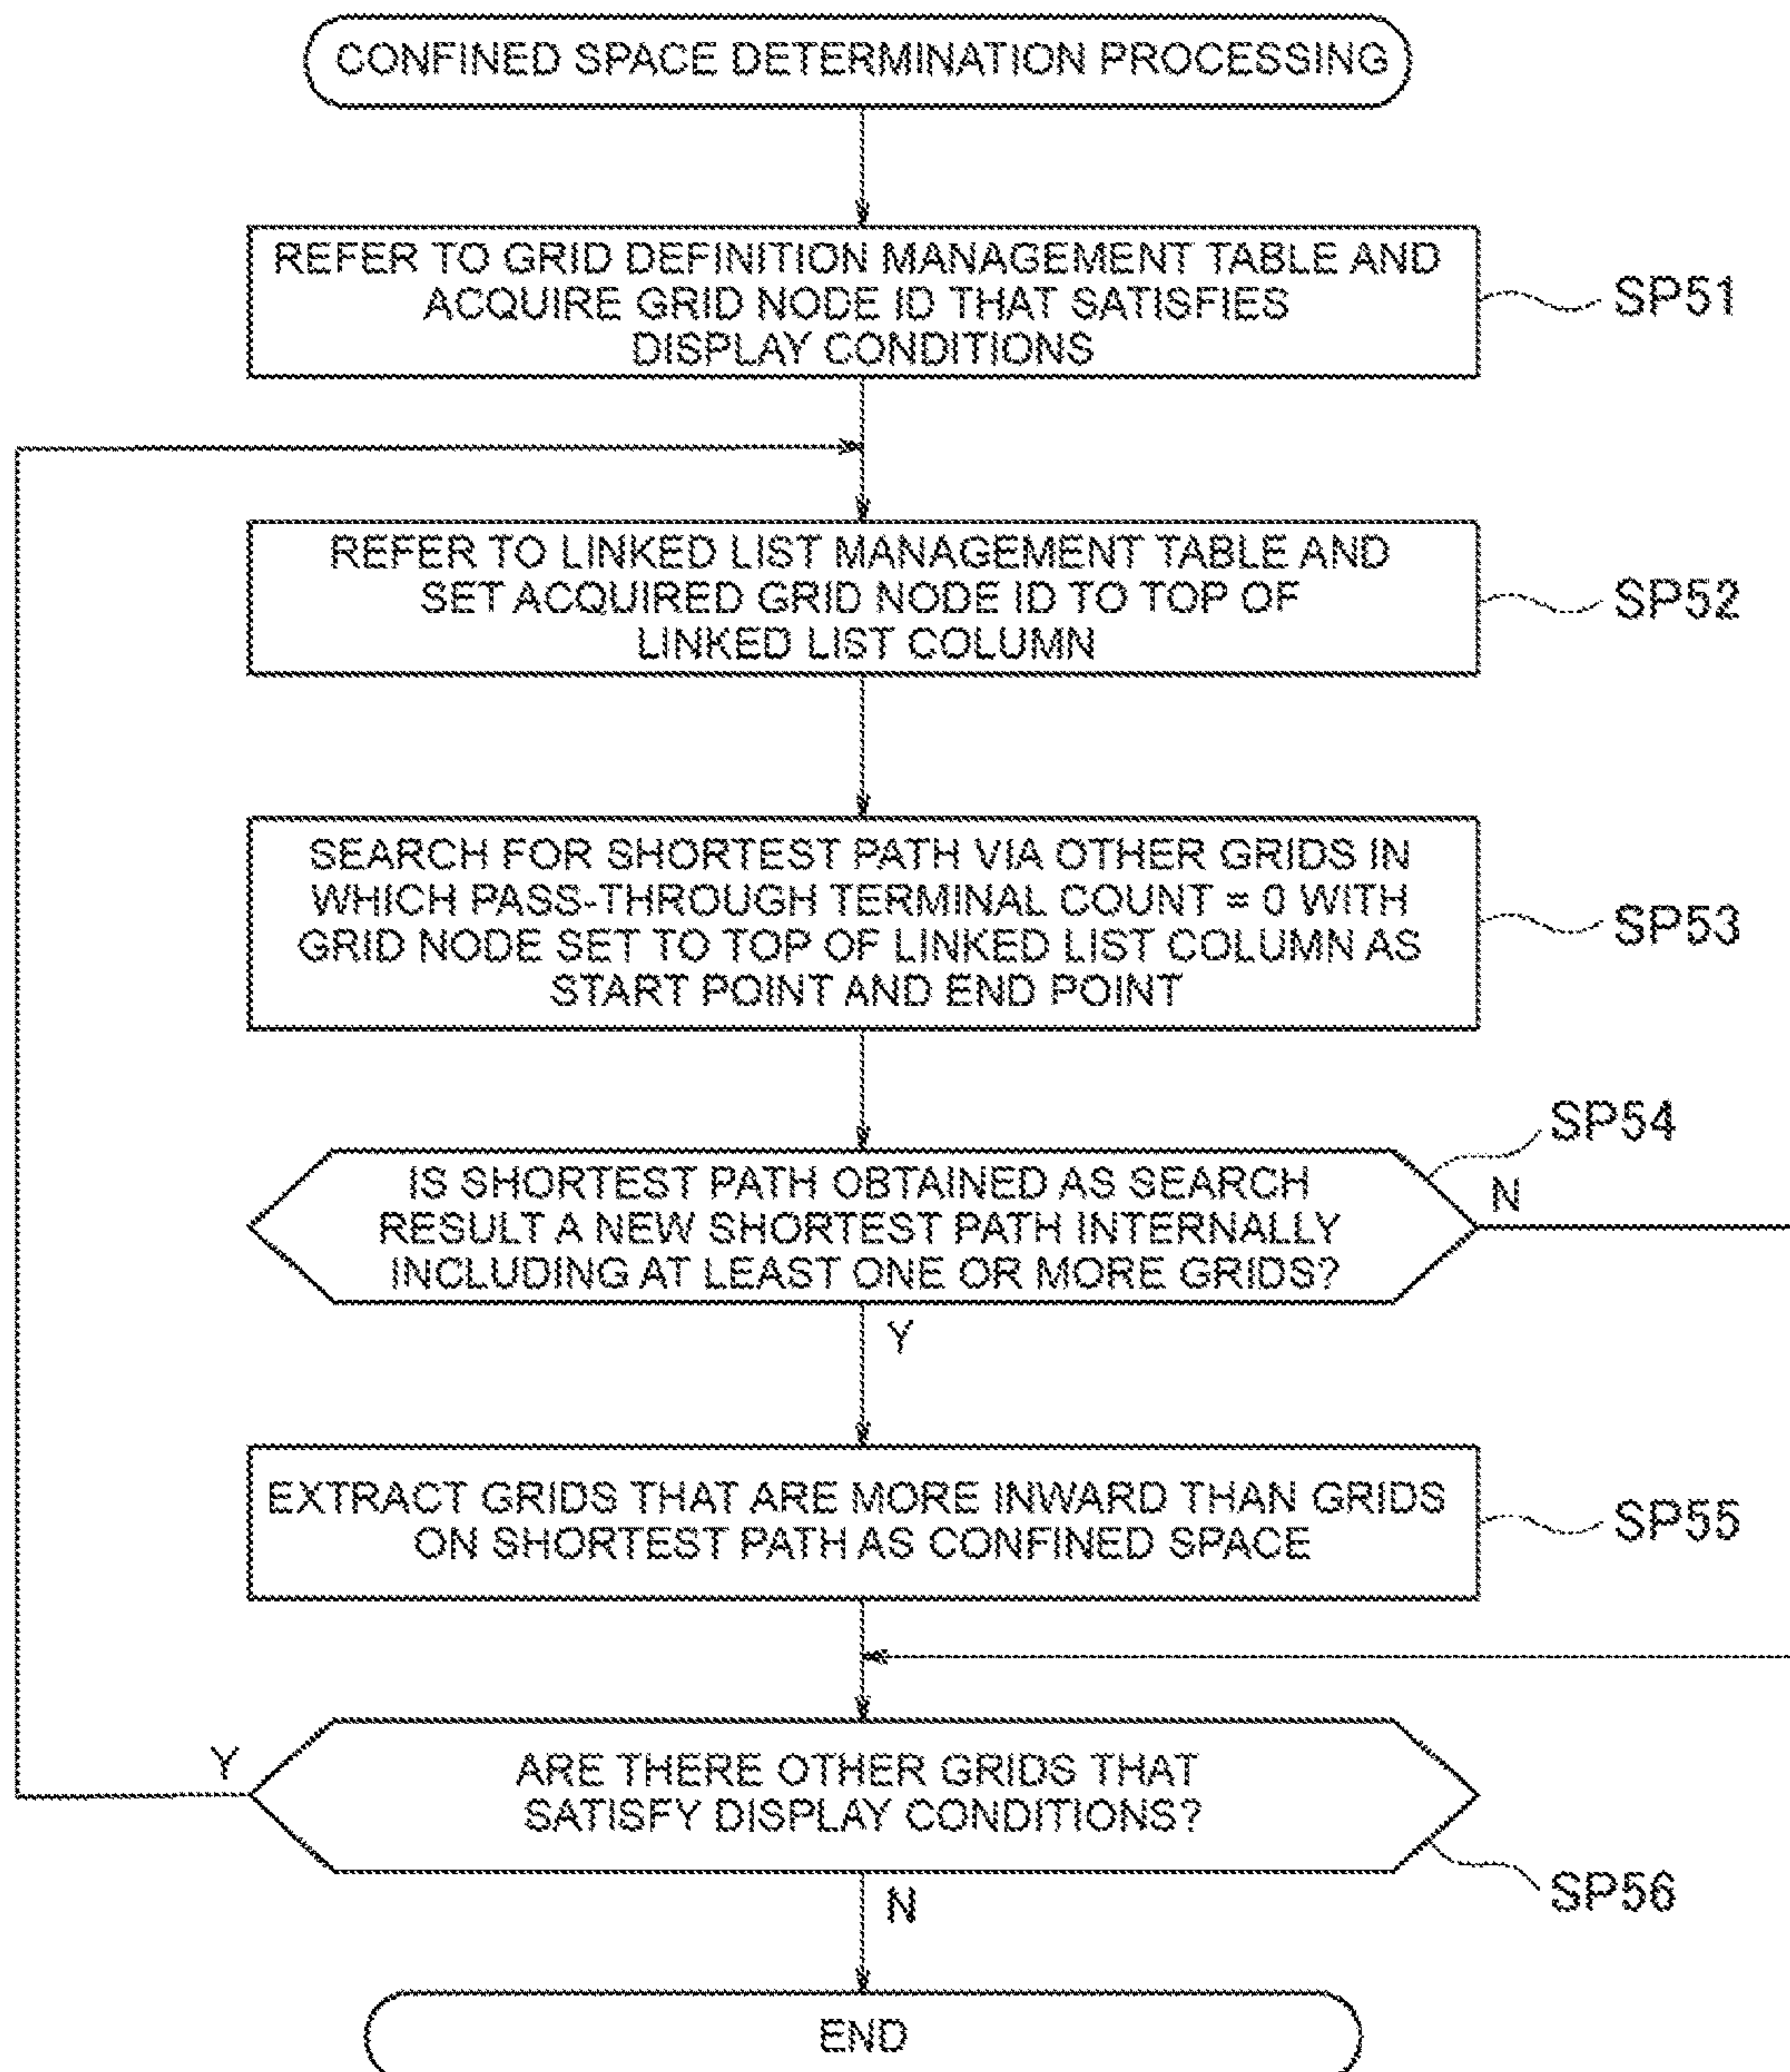 CONFINED SPACE DETERMINATION PROCESSING
REFER TO GRID DEFINITION MANAGEMENT TABLE AND
ACQUIRE GRID NODE ID THAT SATISFIES
DISPLAY CONDITIONS
SP51
REFER TO LINKED LIST MANAGEMENT TABLE AND
SET ACQUIRED GRID NODE ID TO TOP OF
LINKED LIST COLUMN
SP52
SEARCH FOR SHORTEST PATH VIA OTHER GRIDS IN
WHICH PASS-THROUGH TERMINAL COUNT = 0 WITH
GRID NODE SET TO TOP OF LINKED LIST COLUMN AS
START POINT AND END POINT
SP53
SP54
IS SHORTEST PATH OBTAINED AS SEARCH
RESULT A NEW SHORTEST PATH INTERNALLY
INCLUDING AT LEAST ONE OR MORE GRIDS?
N
Y
EXTRACT GRIDS THAT ARE MORE INWARD THAN GRIDS
ON SHORTEST PATH AS CONFINED SPACE
SP55
Y
ARE THERE OTHER GRIDS THAT
SATISFY DISPLAY CONDITIONS?
SP56
N
END